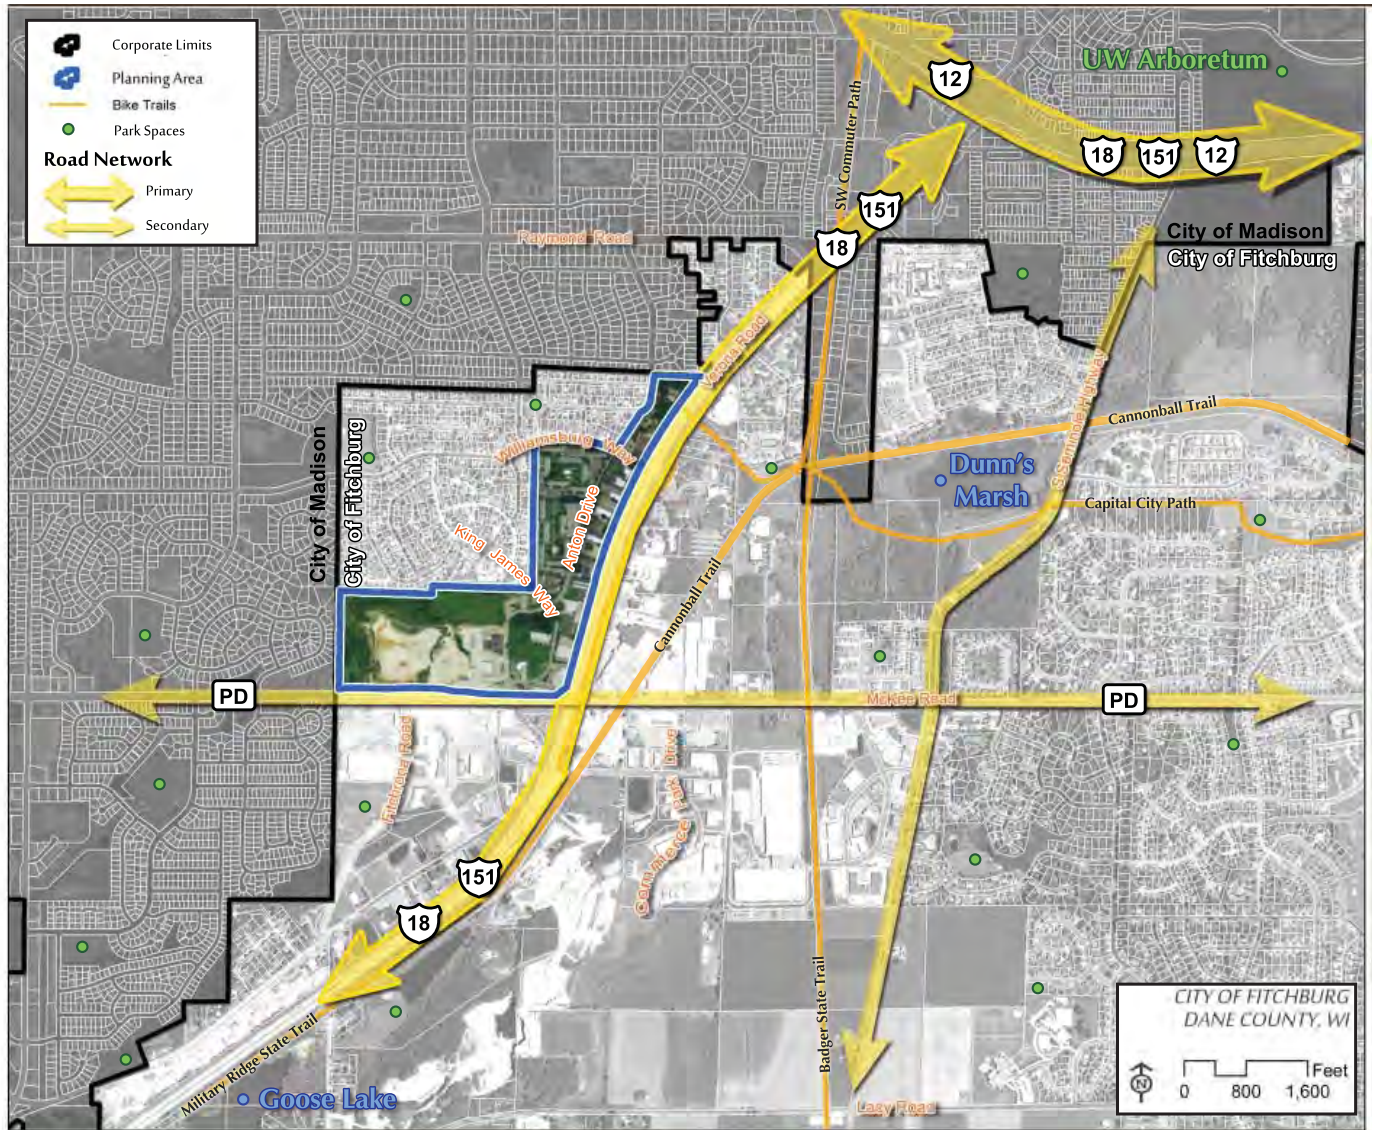 Corporate Limits
Planning Area
Bike Trails
Park Spaces
Road Network
Primary
Secondary
UW Arboretum
12
18
151
12
SW Commuter Path
151
18
City of Madison
City of Fitchburg
Raymond Road
Verona Road
S Seminole Highway
Cannonball Trail
Williamsburg Way
City of Madison
City of Fitchburg
Dunn's
Marsh
Capital City Path
Anton Drive
King James Way
Cannonball Trail
PD
McKee Road
PD
Fitchrona Road
Commerce Park Drive
151
18
Badger State Trail
Military Ridge State Trail
Goose Lake
Lacy Road
CITY OF FITCHBURG
DANE COUNTY, WI
N
Feet
0 800 1,600